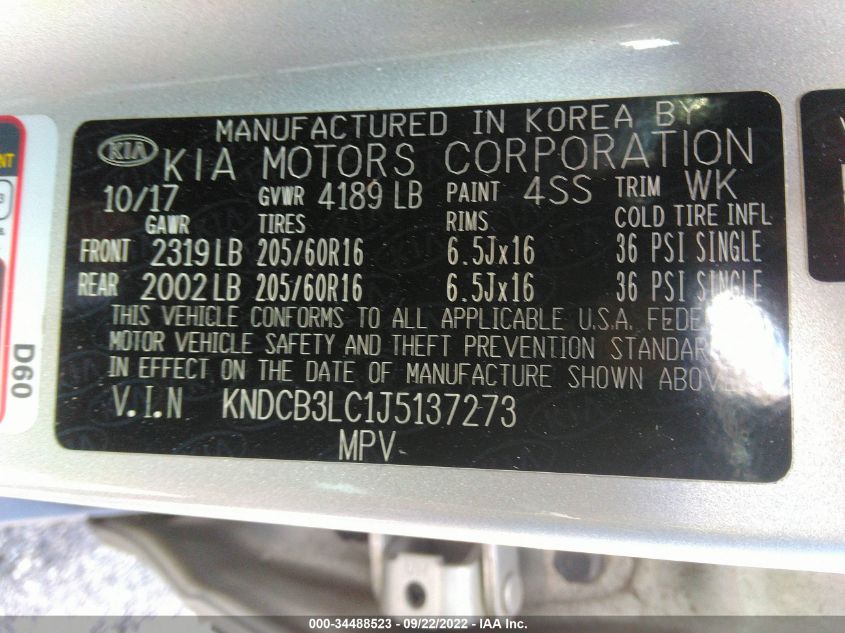 MANUFACTURED IN KOREA BY
KIA KIA MOTORS CORPORATION
10/17 GVWR 4189 LB PAINT 4SS TRIM WK
GAWR TIRES RIMS COLD TIRE INFL
FRONT 2319 LB 205/60R16 6.5Jx16 36 PSI SINGLE
REAR 2002 LB 205/60R16 6.5Jx16 36 PSI SINGLE
THIS VEHICLE CONFORMS TO ALL APPLICABLE U.S.A. FEDE
MOTOR VEHICLE SAFETY AND THEFT PREVENTION STANDAR
IN EFFECT ON THE DATE OF MANUFACTURE SHOWN ABOV
V.I.N KNDCB3LC1J5137273
MPV
D60
000-34488523 - 09/22/2022 - IAA Inc.